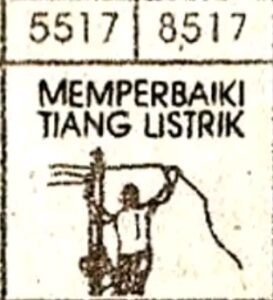 5517 8517
MEMPERBAIKI
TIANG LISTRIK